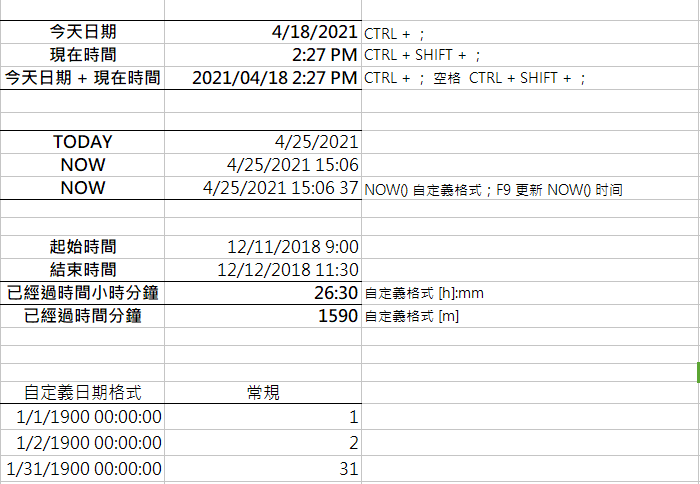 今天日期 4/18/2021 CTRL + ；
現在時間 2:27 PM CTRL + SHIFT + ；
今天日期 + 現在時間 2021/04/18 2:27 PM CTRL + ； 空格 CTRL + SHIFT + ；
TODAY 4/25/2021
NOW 4/25/2021 15:06
NOW 4/25/2021 15:06 37 NOW() 自定義格式；F9 更新 NOW() 时间
起始時間 12/11/2018 9:00
結束時間 12/12/2018 11:30
已經過時間小時分鐘 26:30 自定義格式 [h]:mm
已經過時間分鐘 1590 自定義格式 [m]
自定義日期格式 常規
1/1/1900 00:00:00 1
1/2/1900 00:00:00 2
1/31/1900 00:00:00 31